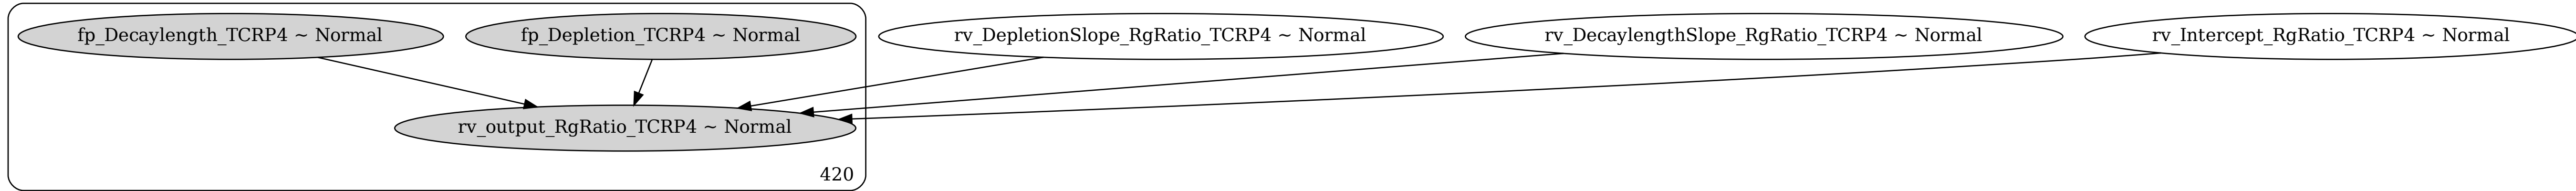 fp_Decaylength_TCRP4 ~ Normal
fp_Depletion_TCRP4 ~ Normal
rv_DepletionSlope_RgRatio_TCRP4 ~ Normal
rv_DecaylengthSlope_RgRatio_TCRP4 ~ Normal
rv_Intercept_RgRatio_TCRP4 ~ Normal
rv_output_RgRatio_TCRP4 ~ Normal
420